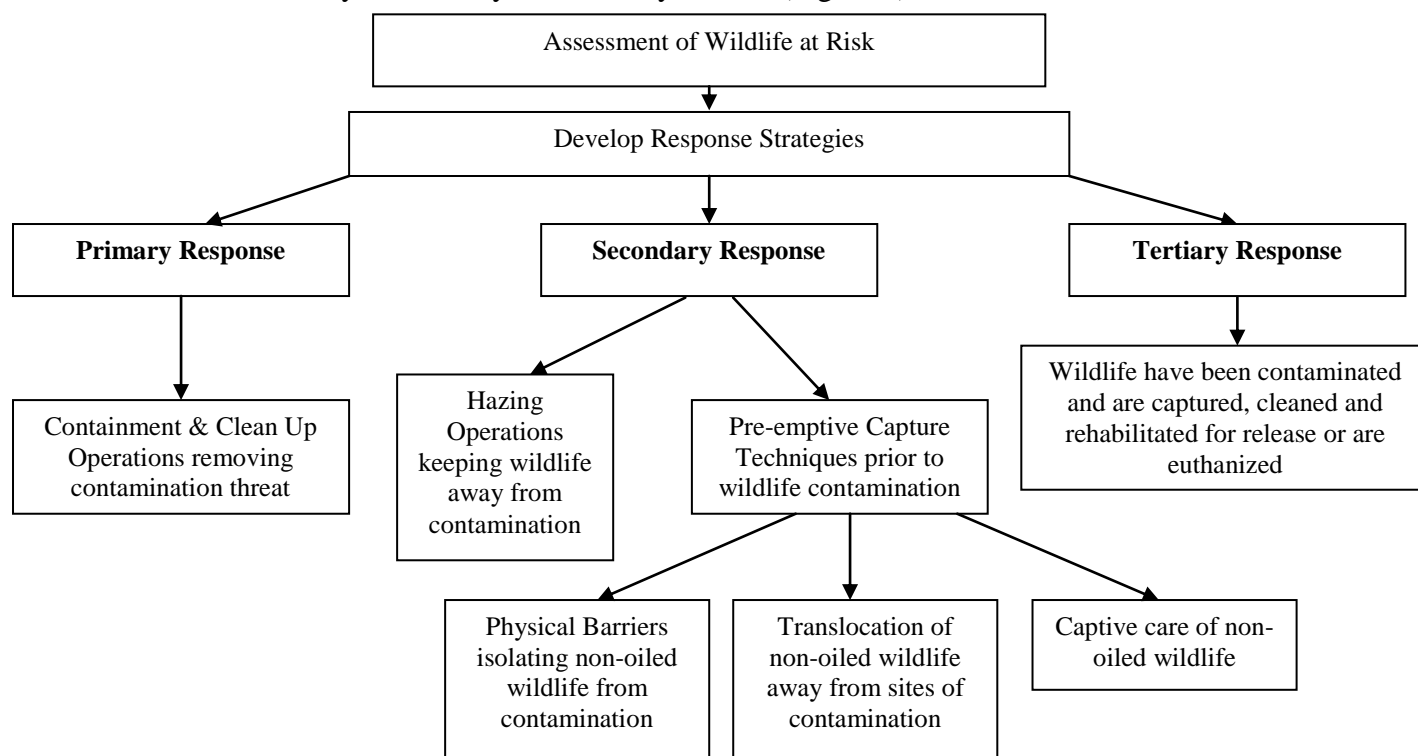 Assessment of Wildlife at Risk
Develop Response Strategies
Primary Response
Secondary Response
Tertiary Response
Containment & Clean Up
Operations removing
contamination threat
Hazing
Operations
keeping wildlife
away from
contamination
Pre-emptive Capture
Techniques prior to
wildlife contamination
Wildlife have been contaminated
and are captured, cleaned and
rehabilitated for release or are
euthanized
Physical Barriers
isolating non-oiled
wildlife from
contamination
Translocation of
non-oiled wildlife
away from sites of
contamination
Captive care of non-
oiled wildlife